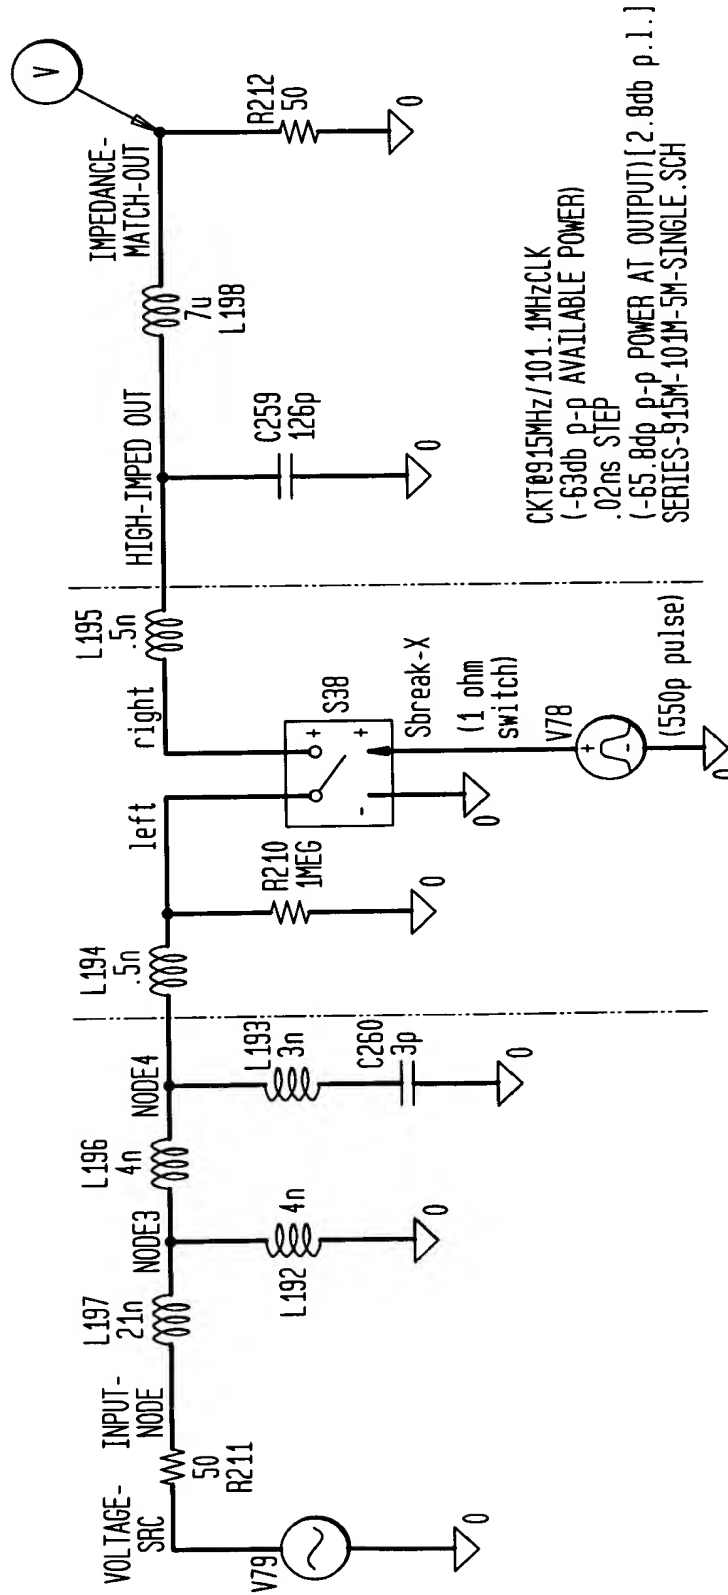 VOLTAGE-
SRC
V79
0
50
R211
INPUT-
NODE
L197
21n
NODE3
L192
4n
0
L196
4n
NODE4
L193
3n
C260
3p
0
L194
.5n
R210
1MEG
0
left
right
S38
+
+
-
0
Sbreak-X
(1 ohm
switch)
V78
+
-
(550p pulse)
0
L195
.5n
HIGH-IMPED OUT
C259
126p
0
7u
L198
IMPEDANCE-
MATCH-OUT
V
R212
50
0
CKT@915MHz/101.1MHzCLK
(-63db p-p AVAILABLE POWER)
.02ns STEP
(-65.8dp p-p POWER AT OUTPUT)[2.8db p.l.]
SERIES-915M-101M-5M-SINGLE.SCH